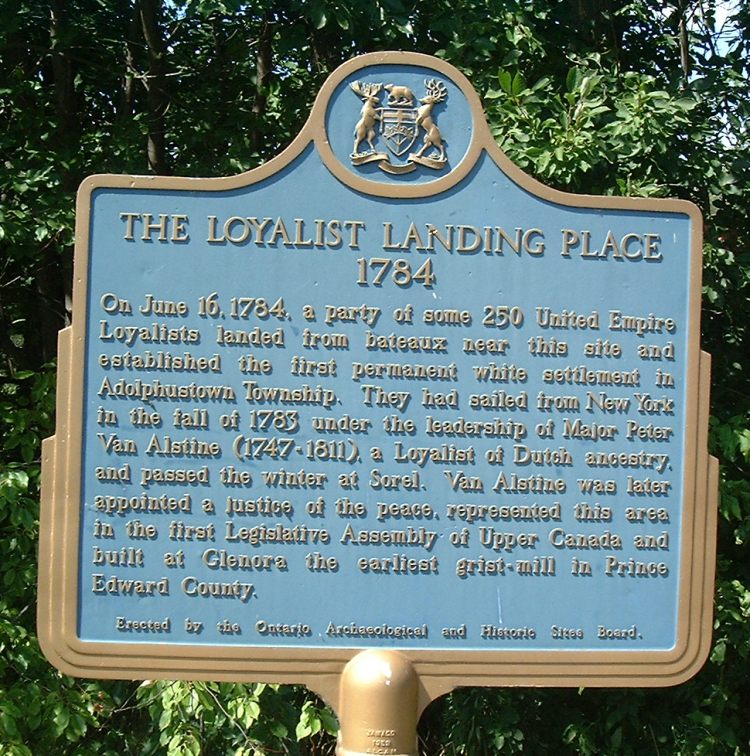 THE LOYALIST LANDING PLACE
1784
On June 16, 1784, a party of some 250 United Empire
Loyalists landed from bateaux near this site and
established the first permanent white settlement in
Adolphustown Township. They had sailed from New York
in the fall of 1783 under the leadership of Major Peter
Van Alstine (1747-1811), a Loyalist of Dutch ancestry,
and passed the winter at Sorel. Van Alstine was later
appointed a justice of the peace, represented this area
in the first Legislative Assembly of Upper Canada and
built at Glenora the earliest grist-mill in Prince
Edward County.
Erected by the Ontario Archaeological and Historic Sites Board.